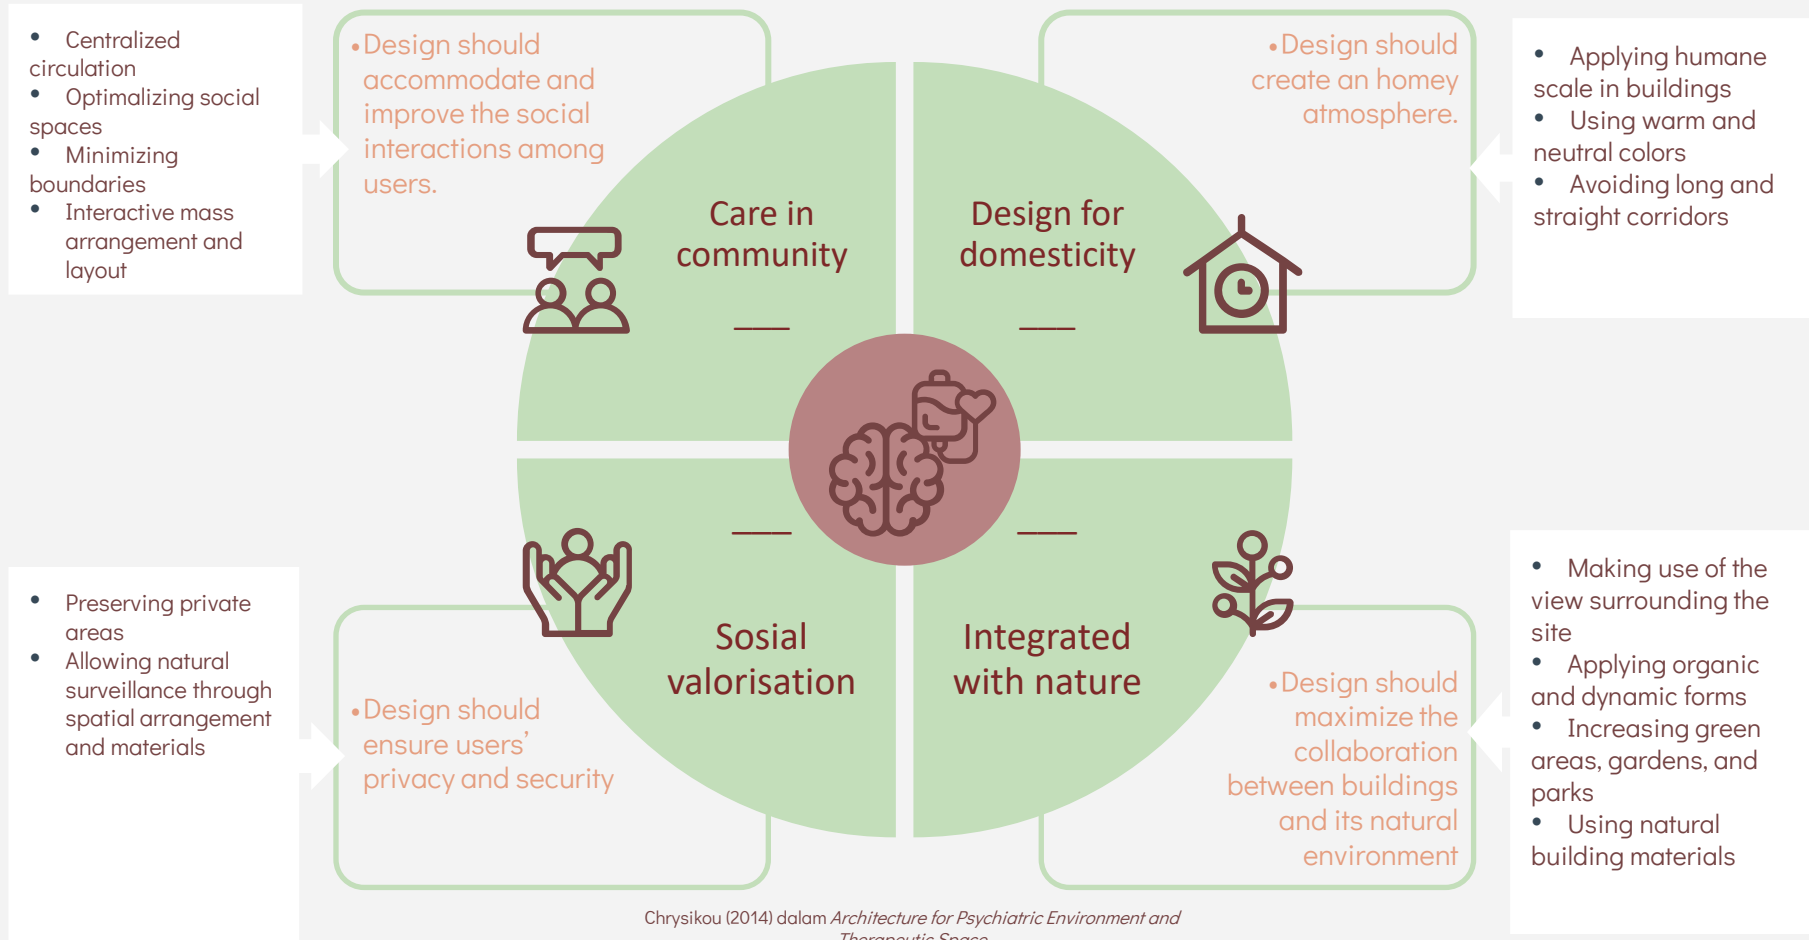 • Centralized
circulation
• Optimalizing social
spaces
• Minimizing
boundaries
• Interactive mass
arrangement and
layout
• Design should
accommodate and
improve the social
interactions among
users.
Care in
community
Design for
domesticity
• Design should
create an homey
atmosphere.
• Applying humane
scale in buildings
• Using warm and
neutral colors
• Avoiding long and
straight corridors
• Preserving private
areas
• Allowing natural
surveillance through
spatial arrangement
and materials
• Design should
ensure users’
privacy and security
Sosial
valorisation
Integrated
with nature
• Design should
maximize the
collaboration
between buildings
and its natural
environment
• Making use of the
view surrounding the
site
• Applying organic
and dynamic forms
• Increasing green
areas, gardens, and
parks
• Using natural
building materials
Chrysikou (2014) dalam Architecture for Psychiatric Environment and
Therapeutic Space